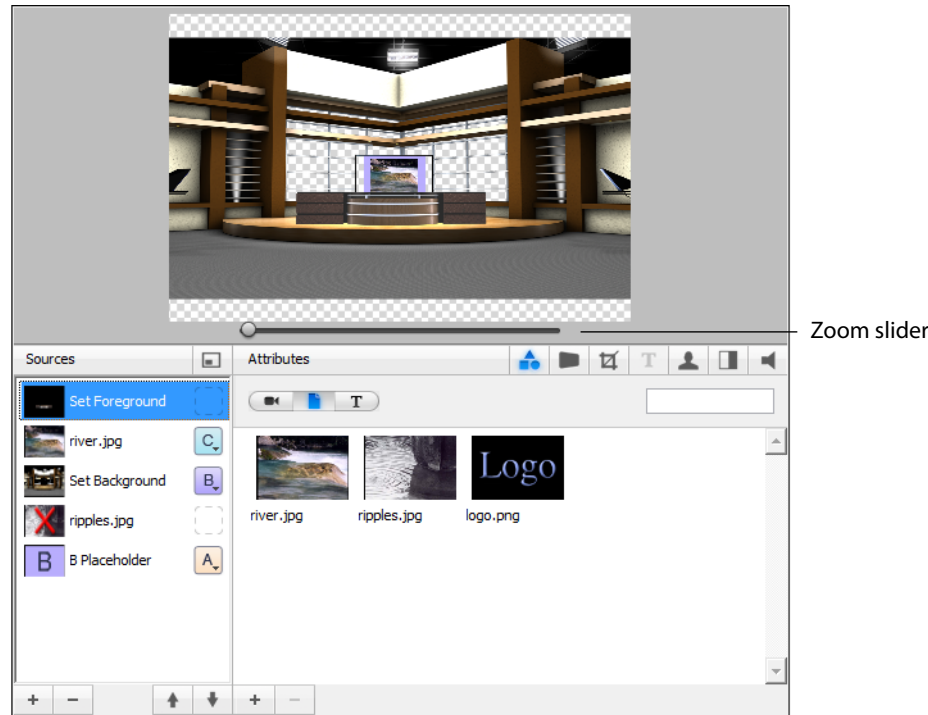 Zoom slider
Sources
Attributes
T
Set Foreground
T
river.jpg
C
Set Background
B
ripples.jpg
B
B Placeholder
A
Logo
river.jpg
ripples.jpg
logo.png